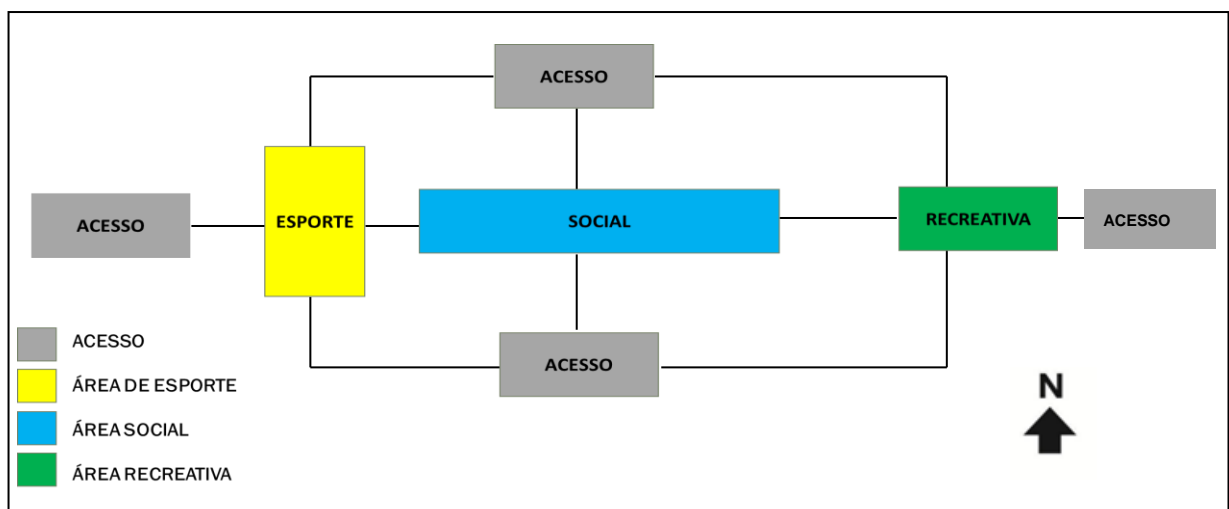 ACESSO
ACESSO
ESPORTE
SOCIAL
RECREATIVA
ACESSO
ACESSO
ACESSO
ÁREA DE ESPORTE
ÁREA SOCIAL
ÁREA RECREATIVA
N